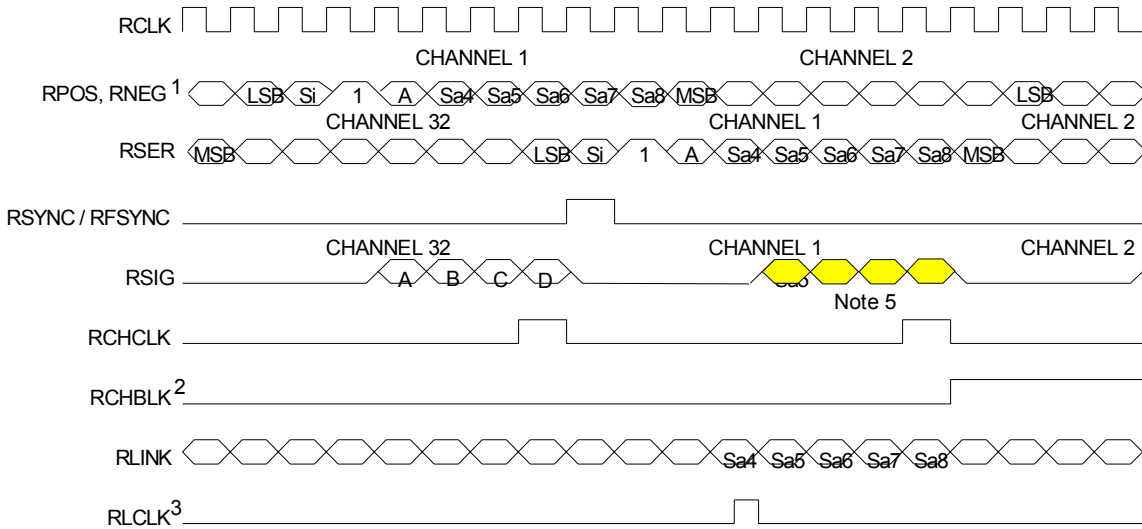 RCLK
CHANNEL 1 CHANNEL 2
RPOS, RNEG 1 LSB Si 1 A Sa4 Sa5 Sa6 Sa7 Sa8 MSB LSB
CHANNEL 32 CHANNEL 1 CHANNEL 2
RSER MSB LSB Si 1 A Sa4 Sa5 Sa6 Sa7 Sa8 MSB
RSYNC / RFSYNC
CHANNEL 32 CHANNEL 1 CHANNEL 2
RSIG A B C D
Note 5
RCHCLK
RCHBLK 2
RLINK Sa4 Sa5 Sa6 Sa7 Sa8
RLCLK 3